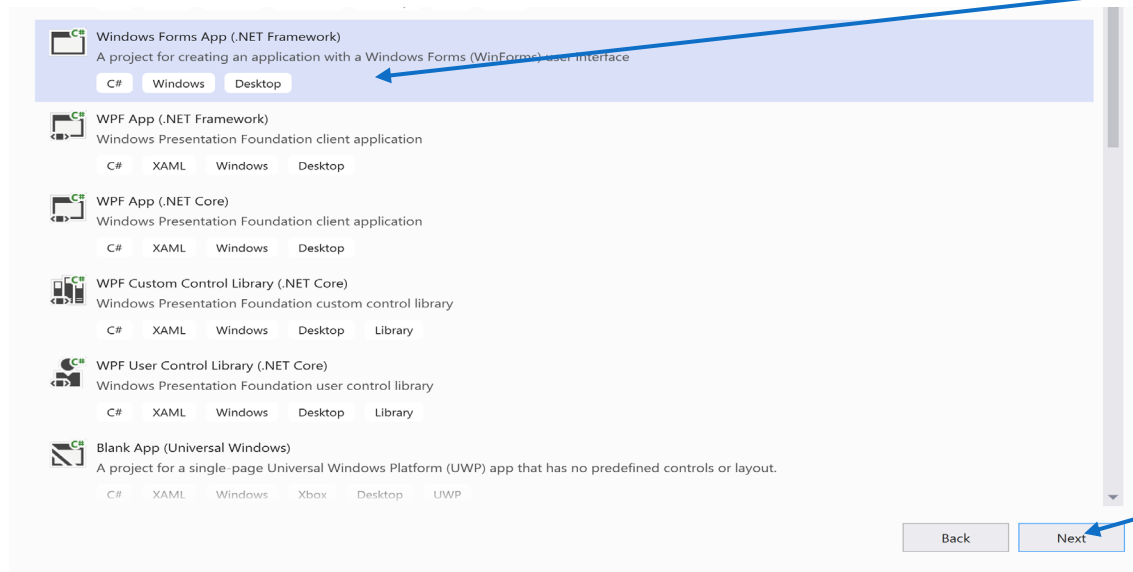 C#
Windows Forms App (.NET Framework)
A project for creating an application with a Windows Forms (WinForms) user interface
C# Windows Desktop
C#
WPF App (.NET Framework)
Windows Presentation Foundation client application
C# XAML Windows Desktop
C#
WPF App (.NET Core)
Windows Presentation Foundation client application
C# XAML Windows Desktop
C#
WPF Custom Control Library (.NET Core)
Windows Presentation Foundation custom control library
C# XAML Windows Desktop Library
C#
WPF User Control Library (.NET Core)
Windows Presentation Foundation user control library
C# XAML Windows Desktop Library
C#
Blank App (Universal Windows)
A project for a single-page Universal Windows Platform (UWP) app that has no predefined controls or layout.
C# XAML Windows Xbox Desktop UWP
Back Next